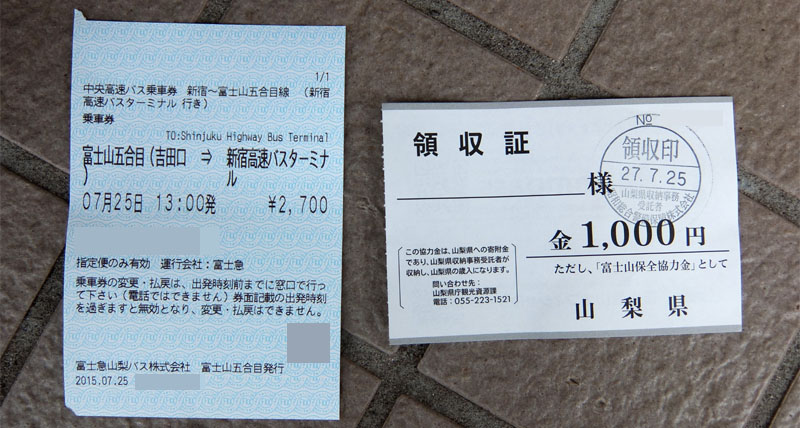 1/1
中央高速バス乗車券 新宿～富士山五合目線 （新宿
高速バスターミナル 行き）
乗車券
TO:Shinjuku Highway Bus Terminal
富士山五合目（吉田口 ⇒ 新宿高速バスターミナ
） ル
07月25日 13:00発 ¥2,700
指定便のみ有効 運行会社：富士急
乗車券の変更・払戻は、出発時刻前までに窓口で行っ
て下さい（電話ではできません）券面記載の出発時刻
を過ぎますと無効となり、変更・払戻はできません。
富士急山梨バス株式会社 富士山五合目発行
2015.07.25
No
領収証
様
領収印
27.7.25
山梨県収納事務
受託者
金 1,000 円
ただし、「富士山保全協力金」として
山梨県
この協力金は、山梨県への寄附金
であり、山梨県収納事務受託者が
収納し、山梨県の歳入になります。
問い合わせ先：
山梨県庁観光資源課
電話：055-223-1521